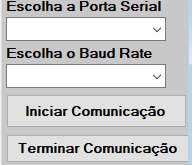 Escolha a Porta Serial
Escolha o Baud Rate
Iniciar Comunicação
Terminar Comunicação